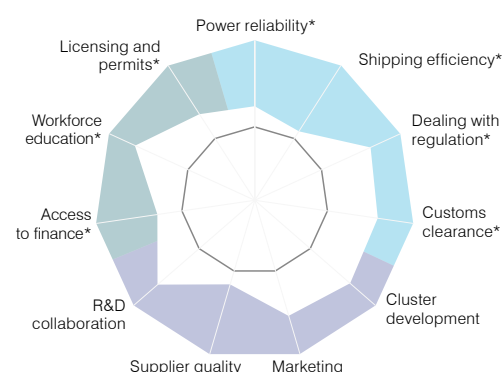 Power reliability*
Shipping efficiency*
Dealing with
regulation*
Customs
clearance*
Cluster
development
Marketing
Supplier quality
R&D
collaboration
Access
to finance*
Workforce
education*
Licensing and
permits*